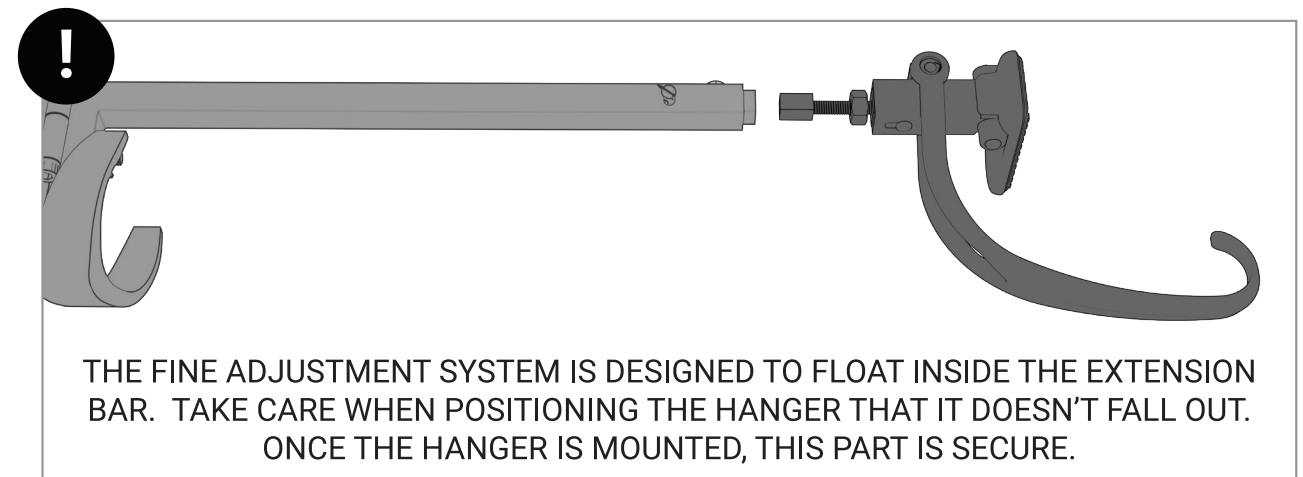 !
THE FINE ADJUSTMENT SYSTEM IS DESIGNED TO FLOAT INSIDE THE EXTENSION
BAR.  TAKE CARE WHEN POSITIONING THE HANGER THAT IT DOESN’T FALL OUT.
ONCE THE HANGER IS MOUNTED, THIS PART IS SECURE.